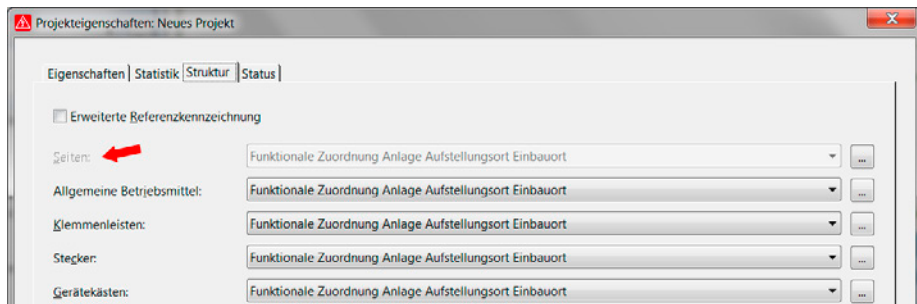 Projekteigenschaften: Neues Projekt
Eigenschaften Statistik Struktur Status
Erweiterte Referenzkennzeichnung
Seiten: Funktionale Zuordnung Anlage Aufstellungsort Einbauort ...
Allgemeine Betriebsmittel: Funktionale Zuordnung Anlage Aufstellungsort Einbauort ...
Klemmenleisten: Funktionale Zuordnung Anlage Aufstellungsort Einbauort ...
Stecker: Funktionale Zuordnung Anlage Aufstellungsort Einbauort ...
Gerätekästen: Funktionale Zuordnung Anlage Aufstellungsort Einbauort ...